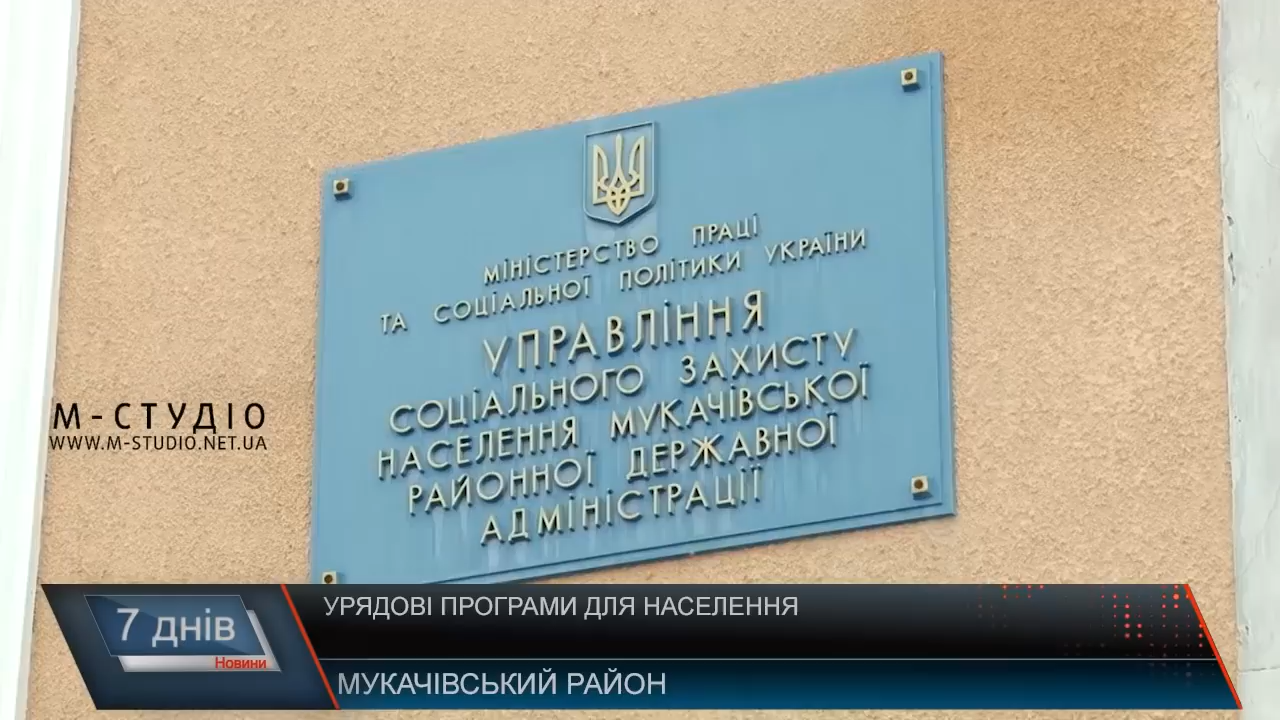 МІНІСТЕРСТВО ПРАЦІ
ТА СОЦІАЛЬНОЇ ПОЛІТИКИ УКРАЇНИ
УПРАВЛІННЯ
СОЦІАЛЬНОГО ЗАХИСТУ
НАСЕЛЕННЯ МУКАЧІВСЬКОЇ
РАЙОННОЇ ДЕРЖАВНОЇ
АДМІНІСТРАЦІЇ
М-СТУДІО
WWW.M-STUDIO.NET.UA
7 днів
Новини
УРЯДОВІ ПРОГРАМИ ДЛЯ НАСЕЛЕННЯ
МУКАЧІВСЬКИЙ РАЙОН